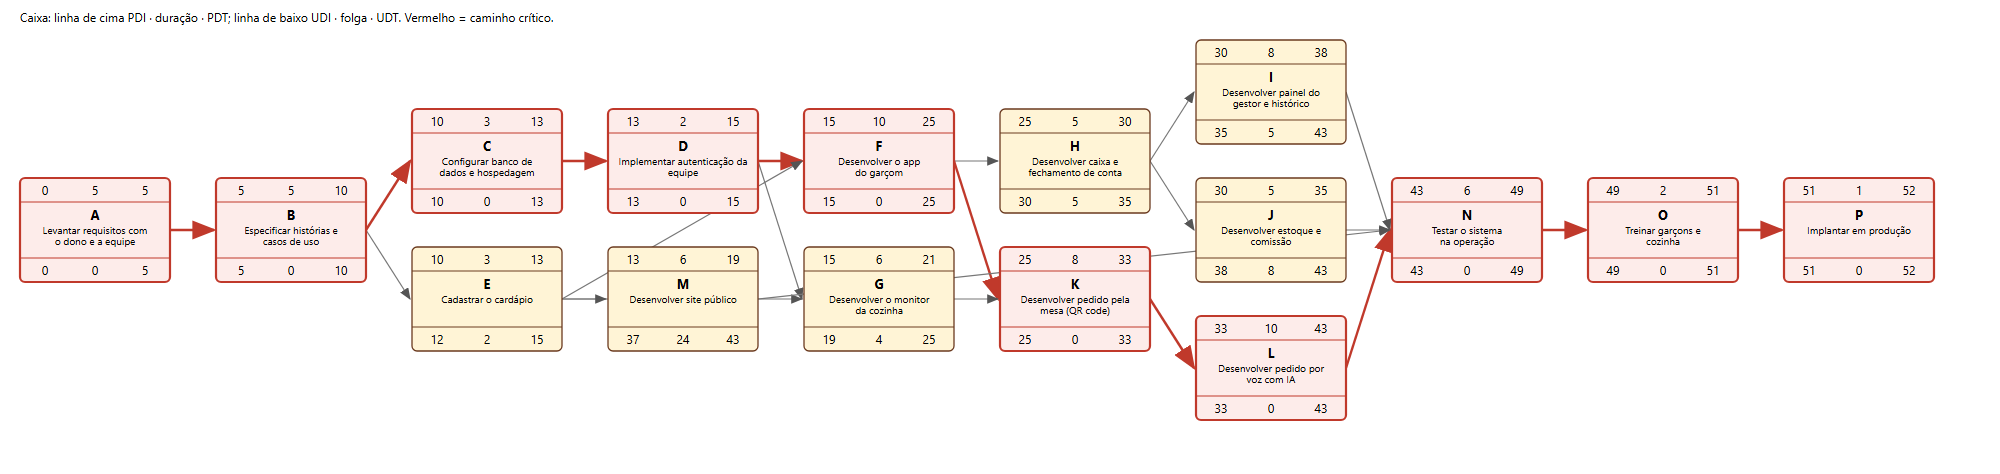 Caixa: linha de cima PDI · duração · PDT; linha de baixo UDI · folga · UDT. Vermelho = caminho crítico.
0 5 5
A
Levantar requisitos com
o dono e a equipe
0 0 5
5 5 10
B
Especificar histórias e
casos de uso
5 0 10
10 3 13
C
Configurar banco de
dados e hospedagem
10 0 13
10 3 13
E
Cadastrar o cardápio
12 2 15
13 2 15
D
Implementar autenticação da
equipe
13 0 15
13 6 19
M
Desenvolver site público
37 24 43
15 10 25
F
Desenvolver o app
do garçom
15 0 25
15 6 21
G
Desenvolver o monitor
da cozinha
19 4 25
25 5 30
H
Desenvolver caixa e
fechamento de conta
30 5 35
25 8 33
K
Desenvolver pedido pela
mesa (QR code)
25 0 33
30 8 38
I
Desenvolver painel do
gestor e histórico
35 5 43
30 5 35
J
Desenvolver estoque e
comissão
38 8 43
33 10 43
L
Desenvolver pedido por
voz com IA
33 0 43
43 6 49
N
Testar o sistema
na operação
43 0 49
49 2 51
O
Treinar garçons e
cozinha
49 0 51
51 1 52
P
Implantar em produção
51 0 52